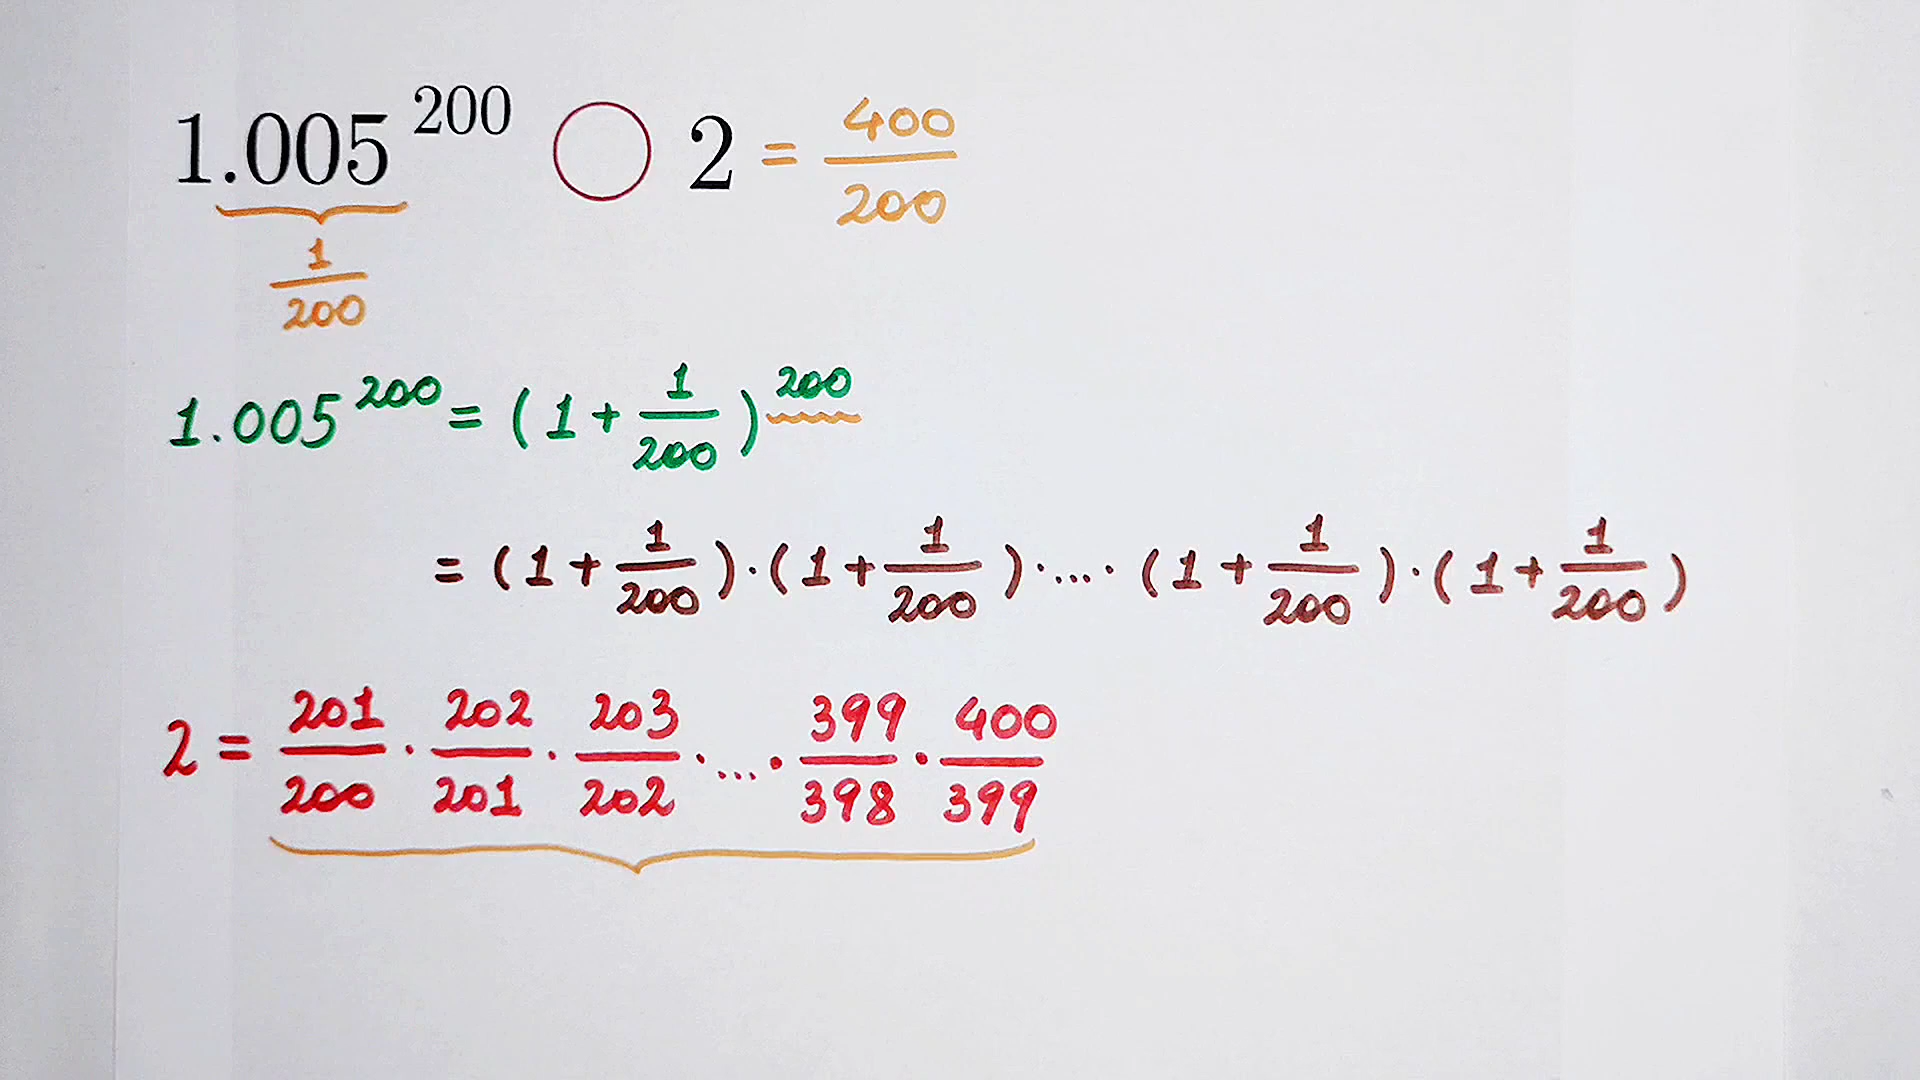 1.005^200 ○ 2 = 400/200
1/200
1.005^200 = (1 + 1/200)^200
= (1 + 1/200) · (1 + 1/200) · .... · (1 + 1/200) · (1 + 1/200)
2 = 201/200 · 202/201 · 203/202 · .... · 399/398 · 400/399